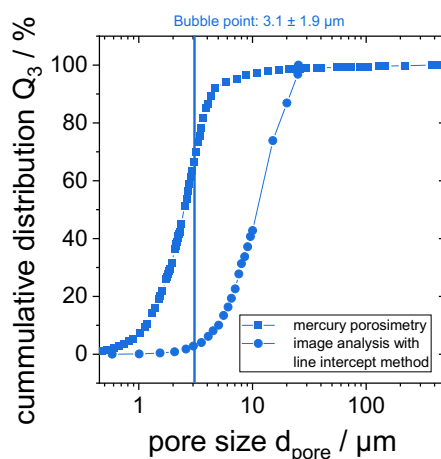 Bubble point: 3.1 ± 1.9 µm
cummulative distribution Q₃ / %
100
80
60
40
20
0
mercury porosimetry
image analysis with
line intercept method
1
10
100
pore size d_pore / µm